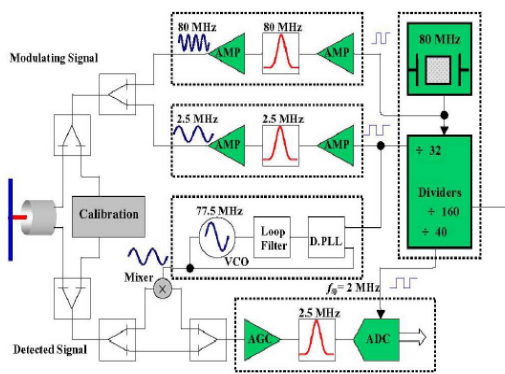 80 MHz
80 MHz
AMP
AMP
80 MHz
Modulating Signal
2.5 MHz
2.5 MHz
AMP
AMP
÷ 32
Dividers
÷ 160
÷ 40
77.5 MHz
Calibration
Loop
Filter
D.PLL
VCO
Mixer
X
fsp= 2 MHz
2.5 MHz
Detected Signal
AGC
ADC